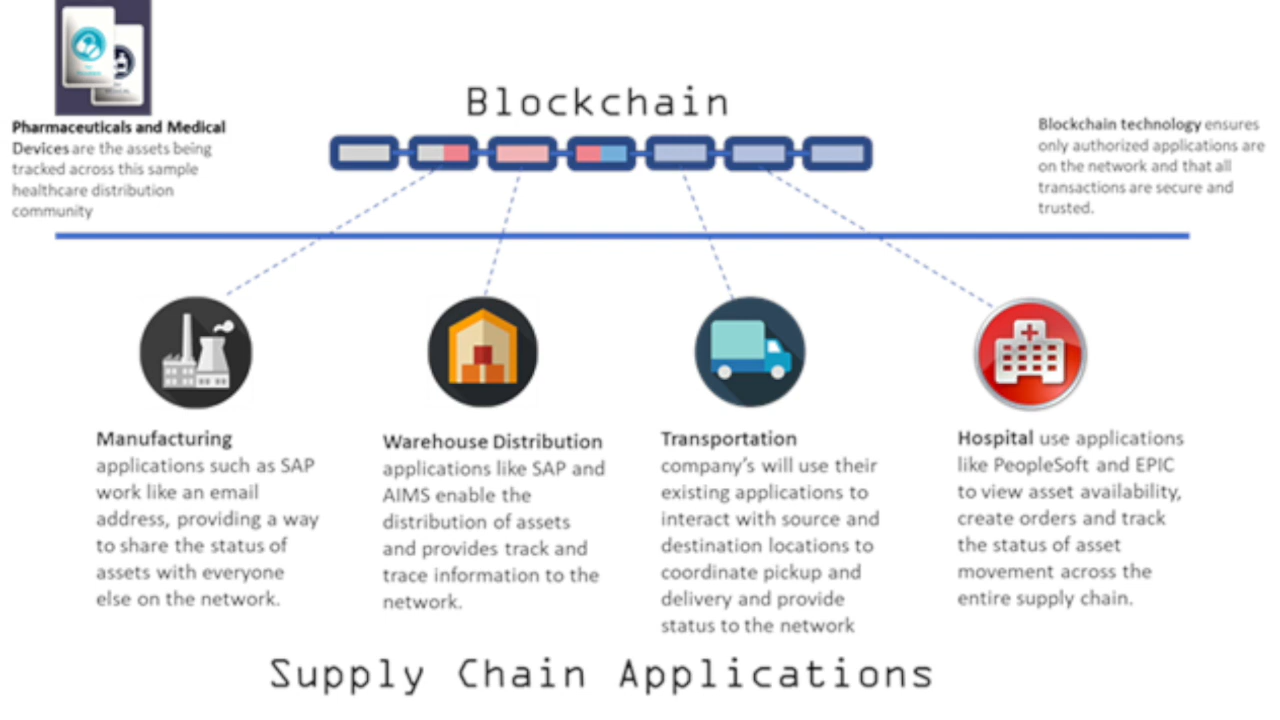 Blockchain
Pharmaceuticals and Medical
Devices are the assets being
tracked across this sample
healthcare distribution
community
Blockchain technology ensures
only authorized applications are
on the network and that all
transactions are secure and
trusted.
Manufacturing
applications such as SAP
work like an email
address, providing a way
to share the status of
assets with everyone
else on the network.
Warehouse Distribution
applications like SAP and
AIMS enable the
distribution of assets
and provides track and
trace information to the
network.
Transportation
company's will use their
existing applications to
interact with source and
destination locations to
coordinate pickup and
delivery and provide
status to the network
Hospital use applications
like PeopleSoft and EPIC
to view asset availability,
create orders and track
the status of asset
movement across the
entire supply chain.
Supply Chain Applications